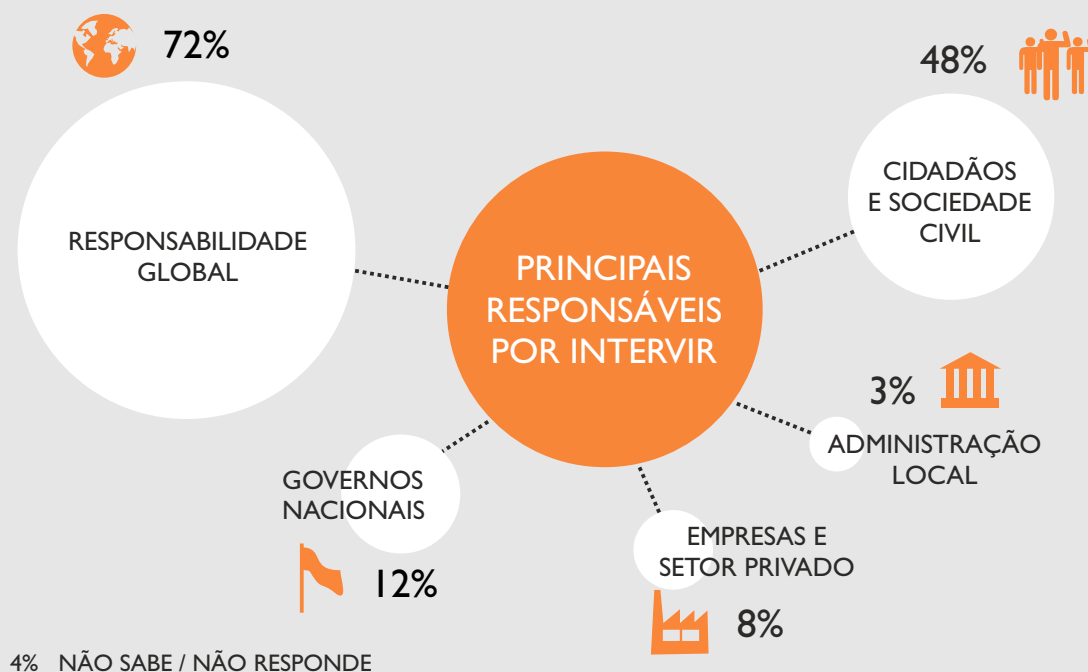 72%
RESPONSABILIDADE
GLOBAL
48%
CIDADÃOS
E SOCIEDADE
CIVIL
PRINCIPAIS
RESPONSÁVEIS
POR INTERVIR
3%
ADMINISTRAÇÃO
LOCAL
GOVERNOS
NACIONAIS
12%
EMPRESAS E
SETOR PRIVADO
8%
4% NÃO SABE / NÃO RESPONDE